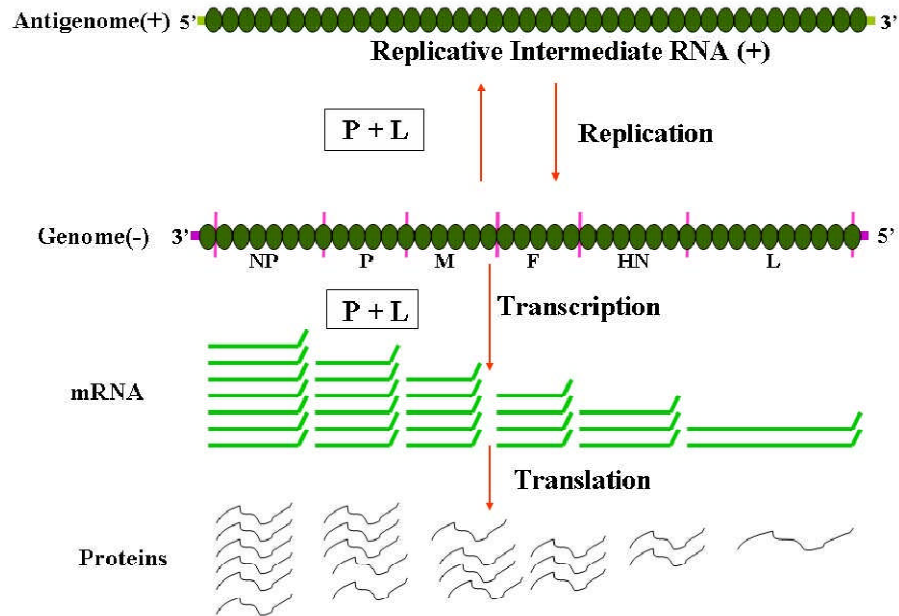 Antigenome(+) 5’ 3’
Replicative Intermediate RNA (+)
P + L
Replication
Genome(-) 3’ 5’
NP P M F HN L
P + L
Transcription
mRNA
Translation
Proteins